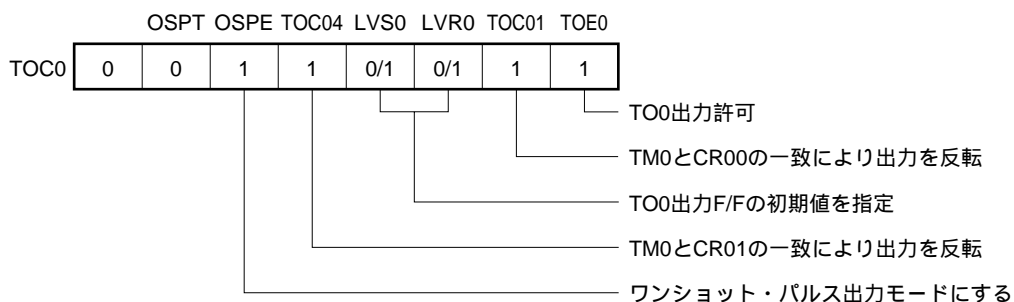 OSPT OSPE TOC04 LVS0 LVR0 TOC01 TOE0
TOC0 0 0 1 1 0/1 0/1 1 1
TO0出力許可
TM0とCR00の一致により出力を反転
TO0出力F/Fの初期値を指定
TM0とCR01の一致により出力を反転
ワンショット・パルス出力モードにする